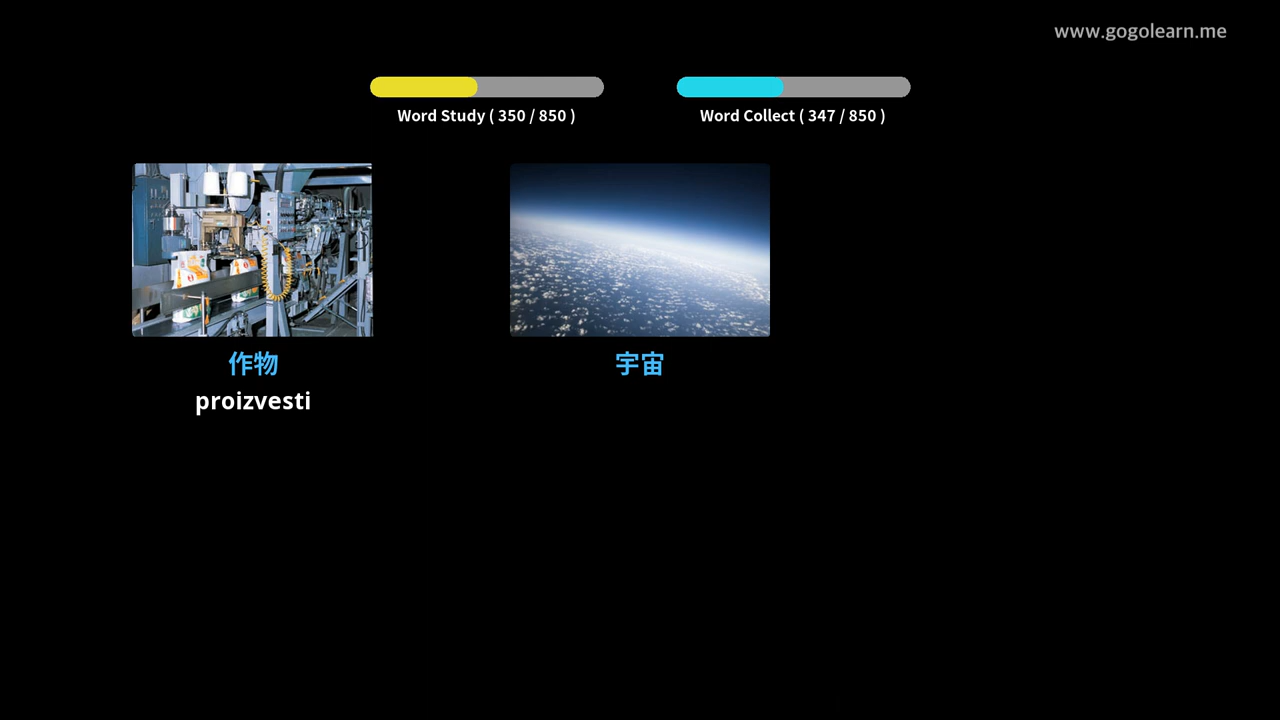 www.gogolearn.me
Word Study ( 350 / 850 )
Word Collect ( 347 / 850 )
作物
宇宙
proizvesti